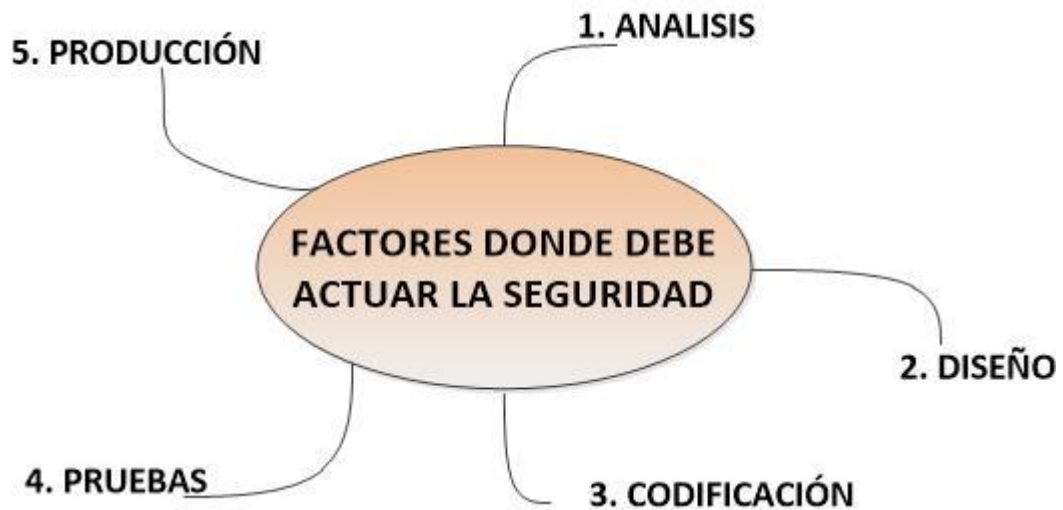 1. ANALISIS
5. PRODUCCIÓN
FACTORES DONDE DEBE
ACTUAR LA SEGURIDAD
2. DISEÑO
4. PRUEBAS
3. CODIFICACIÓN